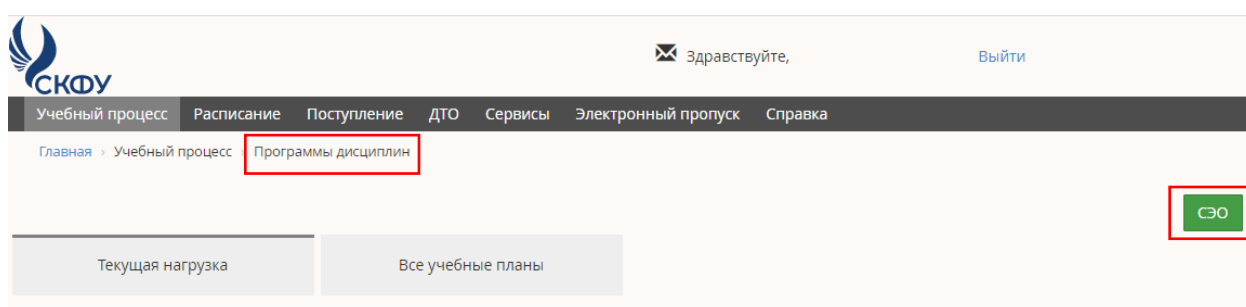 СКФУ
Здравствуйте, Выйти
Учебный процесс Расписание Поступление ДТО Сервисы Электронный пропуск Справка
Главная › Учебный процесс › Программы дисциплин
СЭО
Текущая нагрузка Все учебные планы